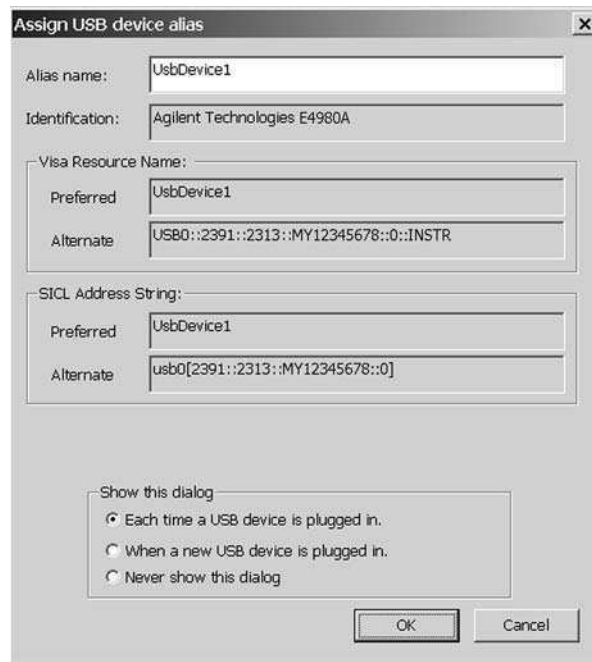 Assign USB device alias
Alias name: UsbDevice1
Identification: Agilent Technologies E4980A
Visa Resource Name:
Preferred UsbDevice1
Alternate USB0::2391::2313::MY12345678::0::INSTR
SICL Address String:
Preferred UsbDevice1
Alternate usb0[2391::2313::MY12345678::0]
Show this dialog
Each time a USB device is plugged in.
When a new USB device is plugged in.
Never show this dialog
OK Cancel